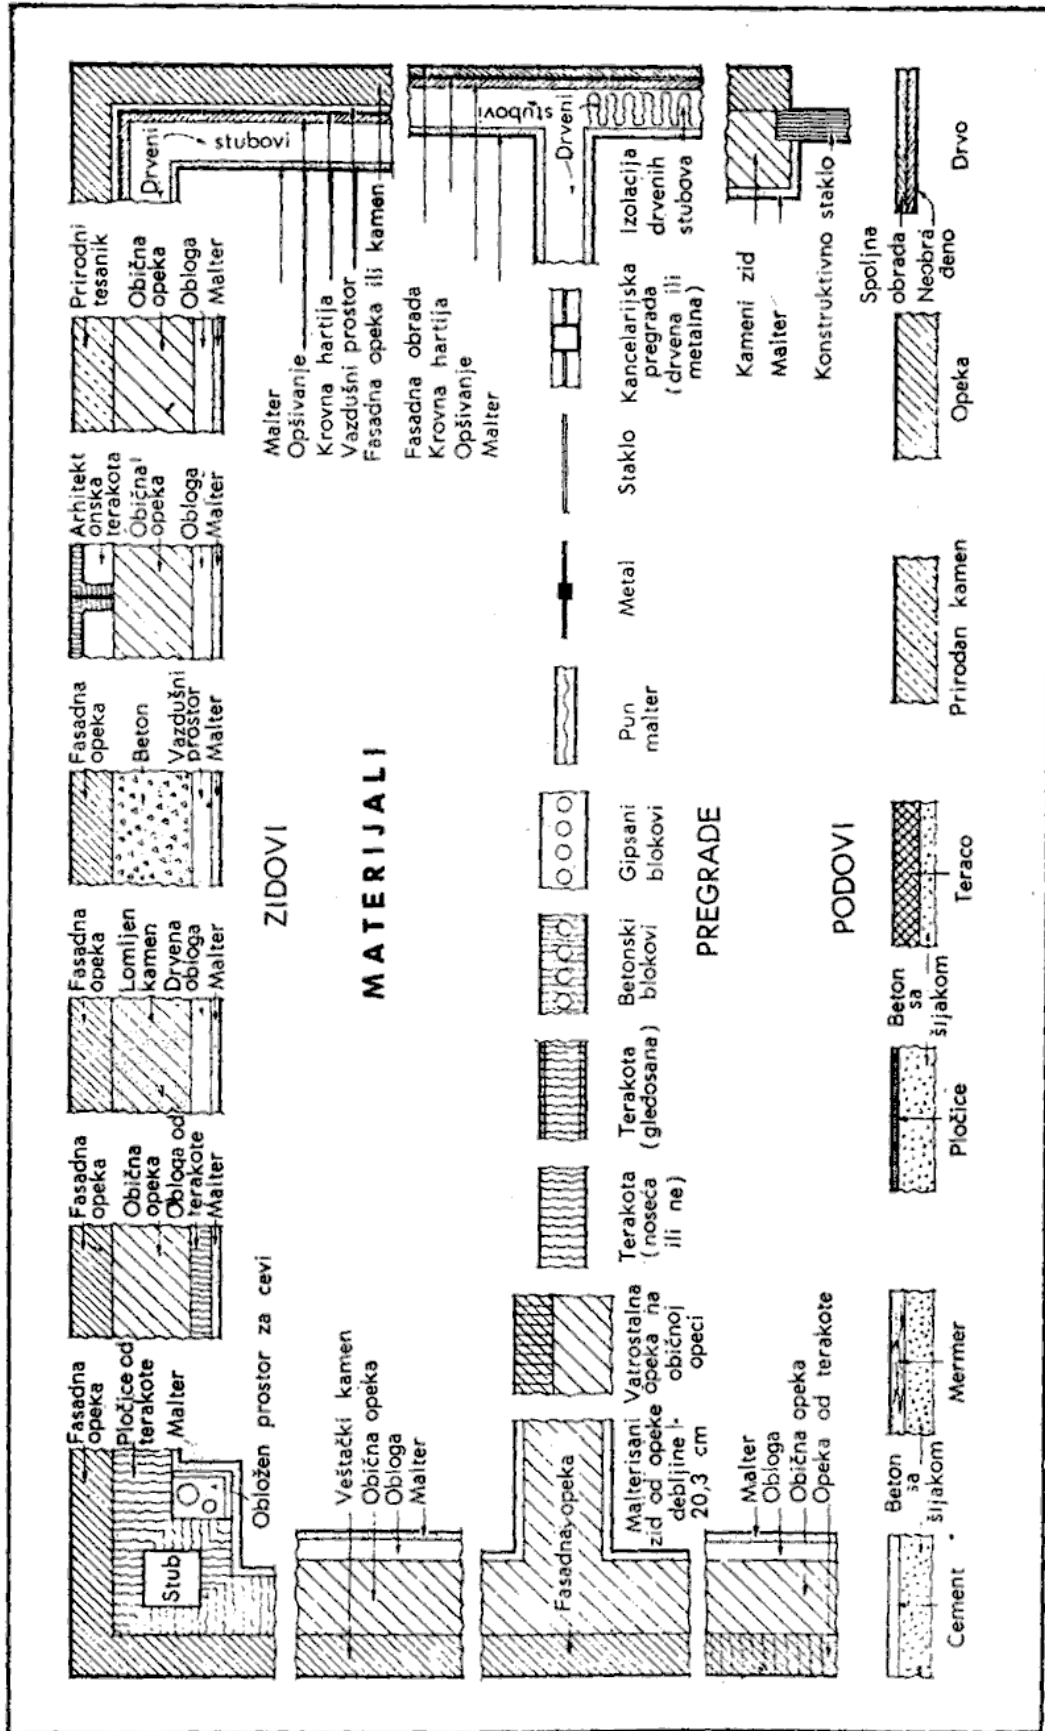 Fasadna
opeka
Pločice od
terakote
Malter
Stub
Obložen prostor za cevi
Fasadna
opeka
Obična
opeka
Obloga od
terakote
Malter
Fasadna
opeka
Lomljen
kamen
Drvena
obloga
Malter
Fasadna
opeka
Beton
Vazdušni
prostor
Malter
Arhitekt
onska
terakota
Obična
opeka
Obloga
Malter
Prirodni
tesanik
Obična
opeka
Obloga
Malter
Drveni
stubovi
ZIDOVI
Malter
Opšivanje
Krovna hartija
Vazdušni prostor
Fasadna opeka ili kamen
Veštački kamen
Obična opeka
Obloga
Malter
MATERIJALI
Fasadna obrada
Krovna hartija
Opšivanje
Malter
Drveni
stubovi
Fasadna opeka
Malterisani
zid od opeke
debljine l-
20,3 cm
Vatrostalna
opeka na
običnoj
opeci
Terakota
(noseća
ili ne)
Terakota
(gledosana)
Betonski
blokovi
Gipsani
blokovi
Pun
malter
Metal
Staklo
Kancelarijska
pregrada
(drvena ili
metalna)
Izolacija
drvenih
stubova
PREGRADE
Malter
Obloga
Obična opeka
Opeka od terakote
Kameni zid
Malter
Konstruktivno staklo
PODOVI
Beton
sa
šljakom
Beton
sa
šljakom
Spoljna
obrada
Neobra
đeno
Cement
Mermer
Pločice
Teraco
Prirodan kamen
Opeka
Drvo